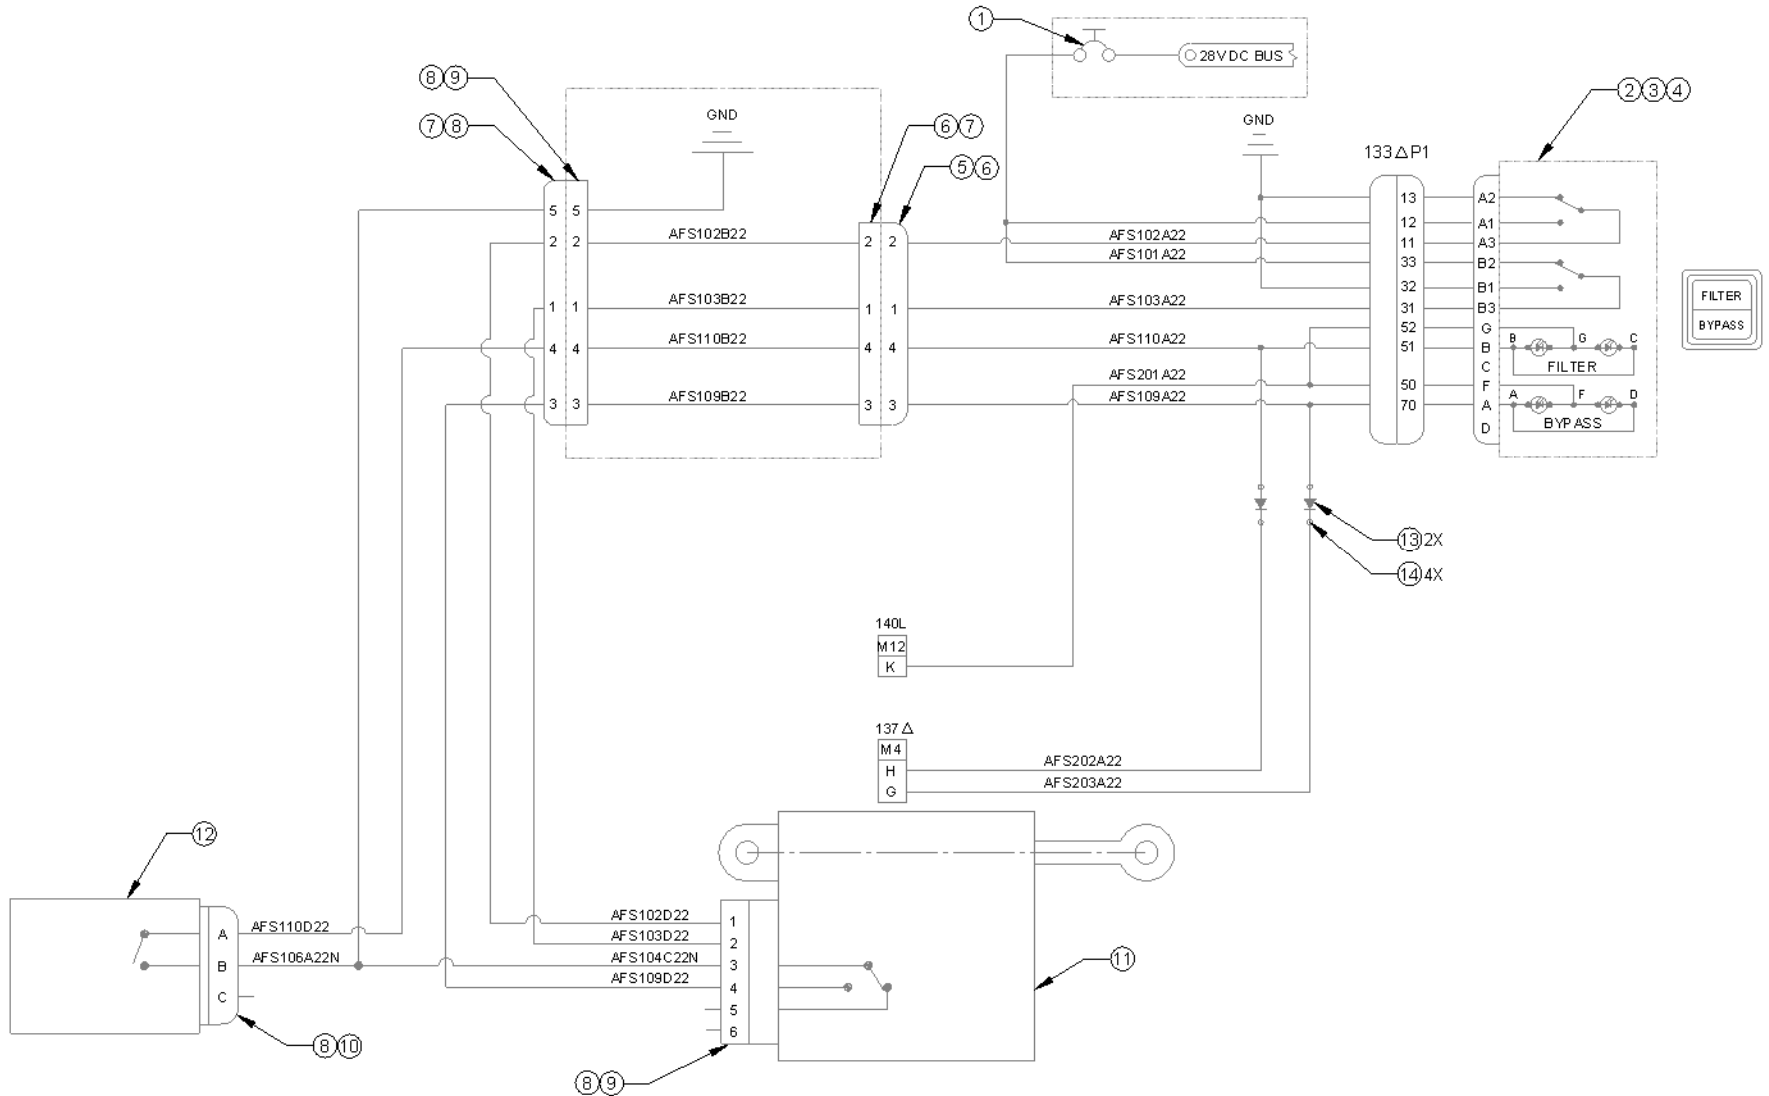 1
28VDC BUS
8 9
2 3 4
GND
7 8
6 7
GND
5 6
133△P1
13 A2
5 5
12 A1
AFS102B22
AFS102A22
2 2
2 2
11 A3
AFS101A22
33 B2
32 B1
FILTER
BYPASS
AFS103B22
AFS103A22
1 1
1 1
31 B3
52 G
AFS110B22
AFS110A22
B G C
4 4
4 4
51 B
FILTER
C
AFS201A22
50 F
AFS109B22
AFS109A22
A F D
3 3
3 3
70 A
BYPASS
D
13 2X
14 4X
140L
M12
K
137△
M4
AFS202A22
H
AFS203A22
G
12
AFS102D22
1
AFS110D22
A
AFS103D22
2
AFS106A22N
B
AFS104C22N
3
11
AFS109D22
4
C
5
6
8 10
8 9